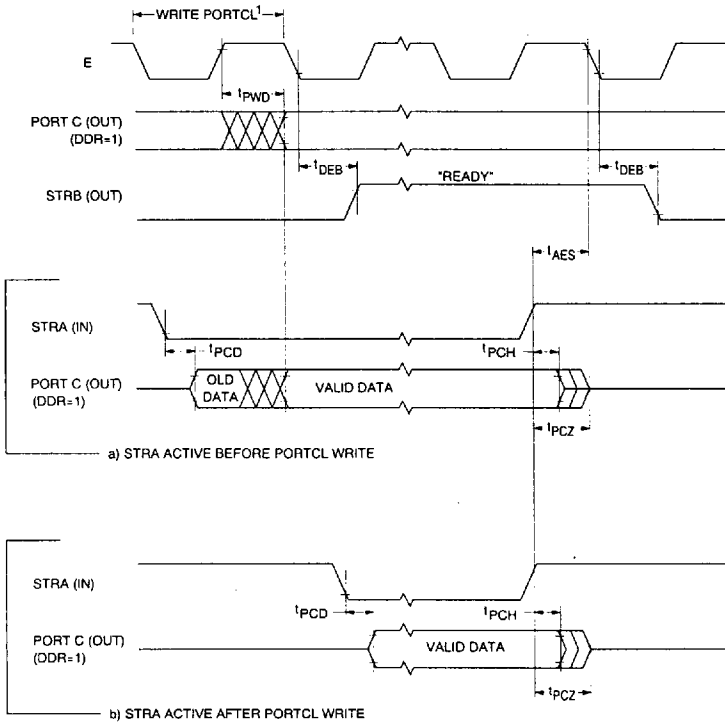 WRITE PORTCL1
E
tPWD
PORT C (OUT)
(DDR=1)
tDEB
"READY"
tDEB
STRB (OUT)
tAES
STRA (IN)
tPCD
tPCH
PORT C (OUT)
(DDR=1)
OLD
DATA
VALID DATA
tPCZ
a) STRA ACTIVE BEFORE PORTCL WRITE
STRA (IN)
tPCD
tPCH
PORT C (OUT)
(DDR=1)
VALID DATA
tPCZ
b) STRA ACTIVE AFTER PORTCL WRITE